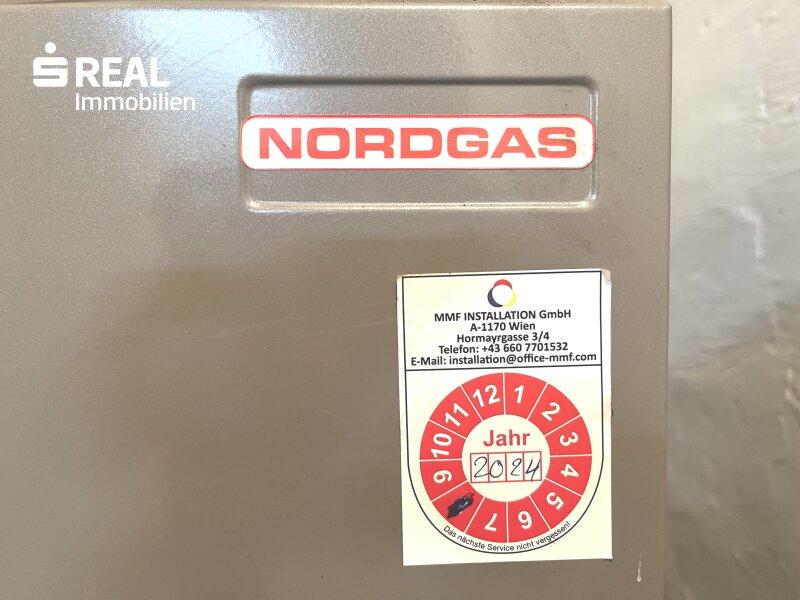 S REAL
Immobilien
NORDGAS
MMF INSTALLATION GmbH
A-1170 Wien
Hormayrgasse 3/4
Telefon: +43 660 7701532
E-Mail: installation@office-mmf.com
12 1 2 3 4 5 6 7 9 10 11
Jahr
2024
Das nächste Service nicht vergessen!